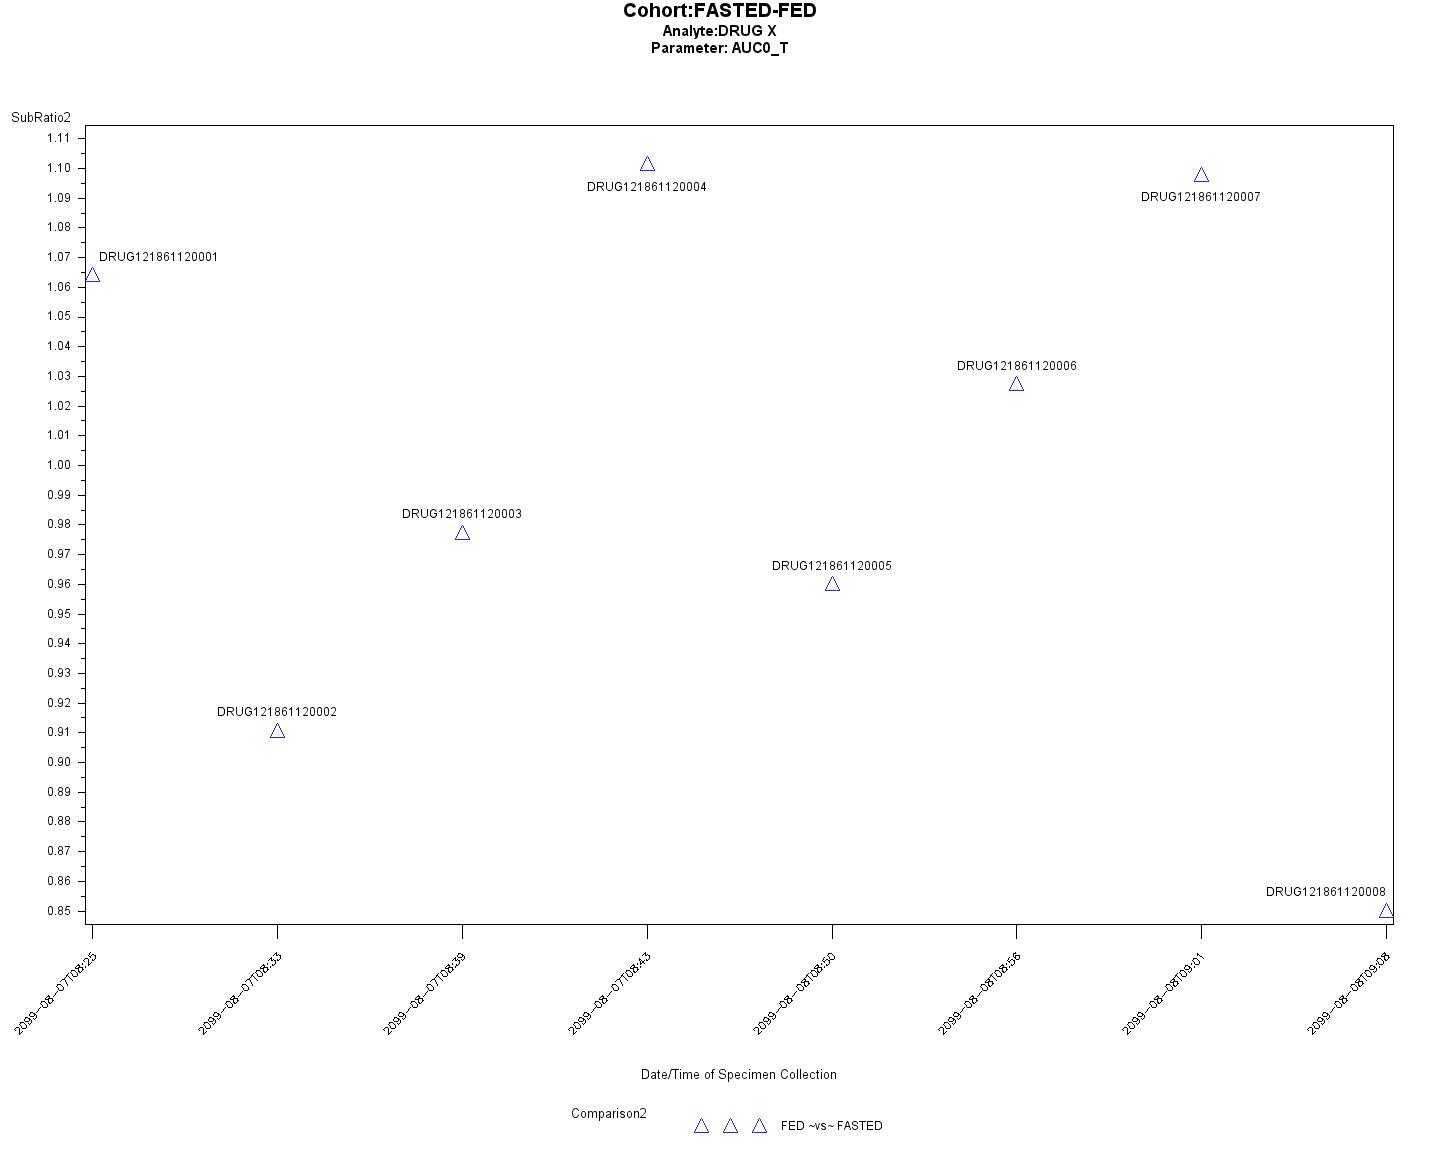 Cohort:FASTED-FED
Analyte:DRUG X
Parameter: AUC0_T
SubRatio2
1.11
1.10
1.09
1.08
1.07
1.06
1.05
1.04
1.03
1.02
1.01
1.00
0.99
0.98
0.97
0.96
0.95
0.94
0.93
0.92
0.91
0.90
0.89
0.88
0.87
0.86
0.85
DRUG121861120001
DRUG121861120002
DRUG121861120003
DRUG121861120004
DRUG121861120005
DRUG121861120006
DRUG121861120007
DRUG121861120008
2099-08-07T08:25
2099-08-07T08:33
2099-08-07T08:39
2099-08-07T08:43
2099-08-08T08:50
2099-08-08T08:56
2099-08-08T09:01
2099-08-08T09:08
Date/Time of Specimen Collection
Comparison2
FED ~vs~ FASTED